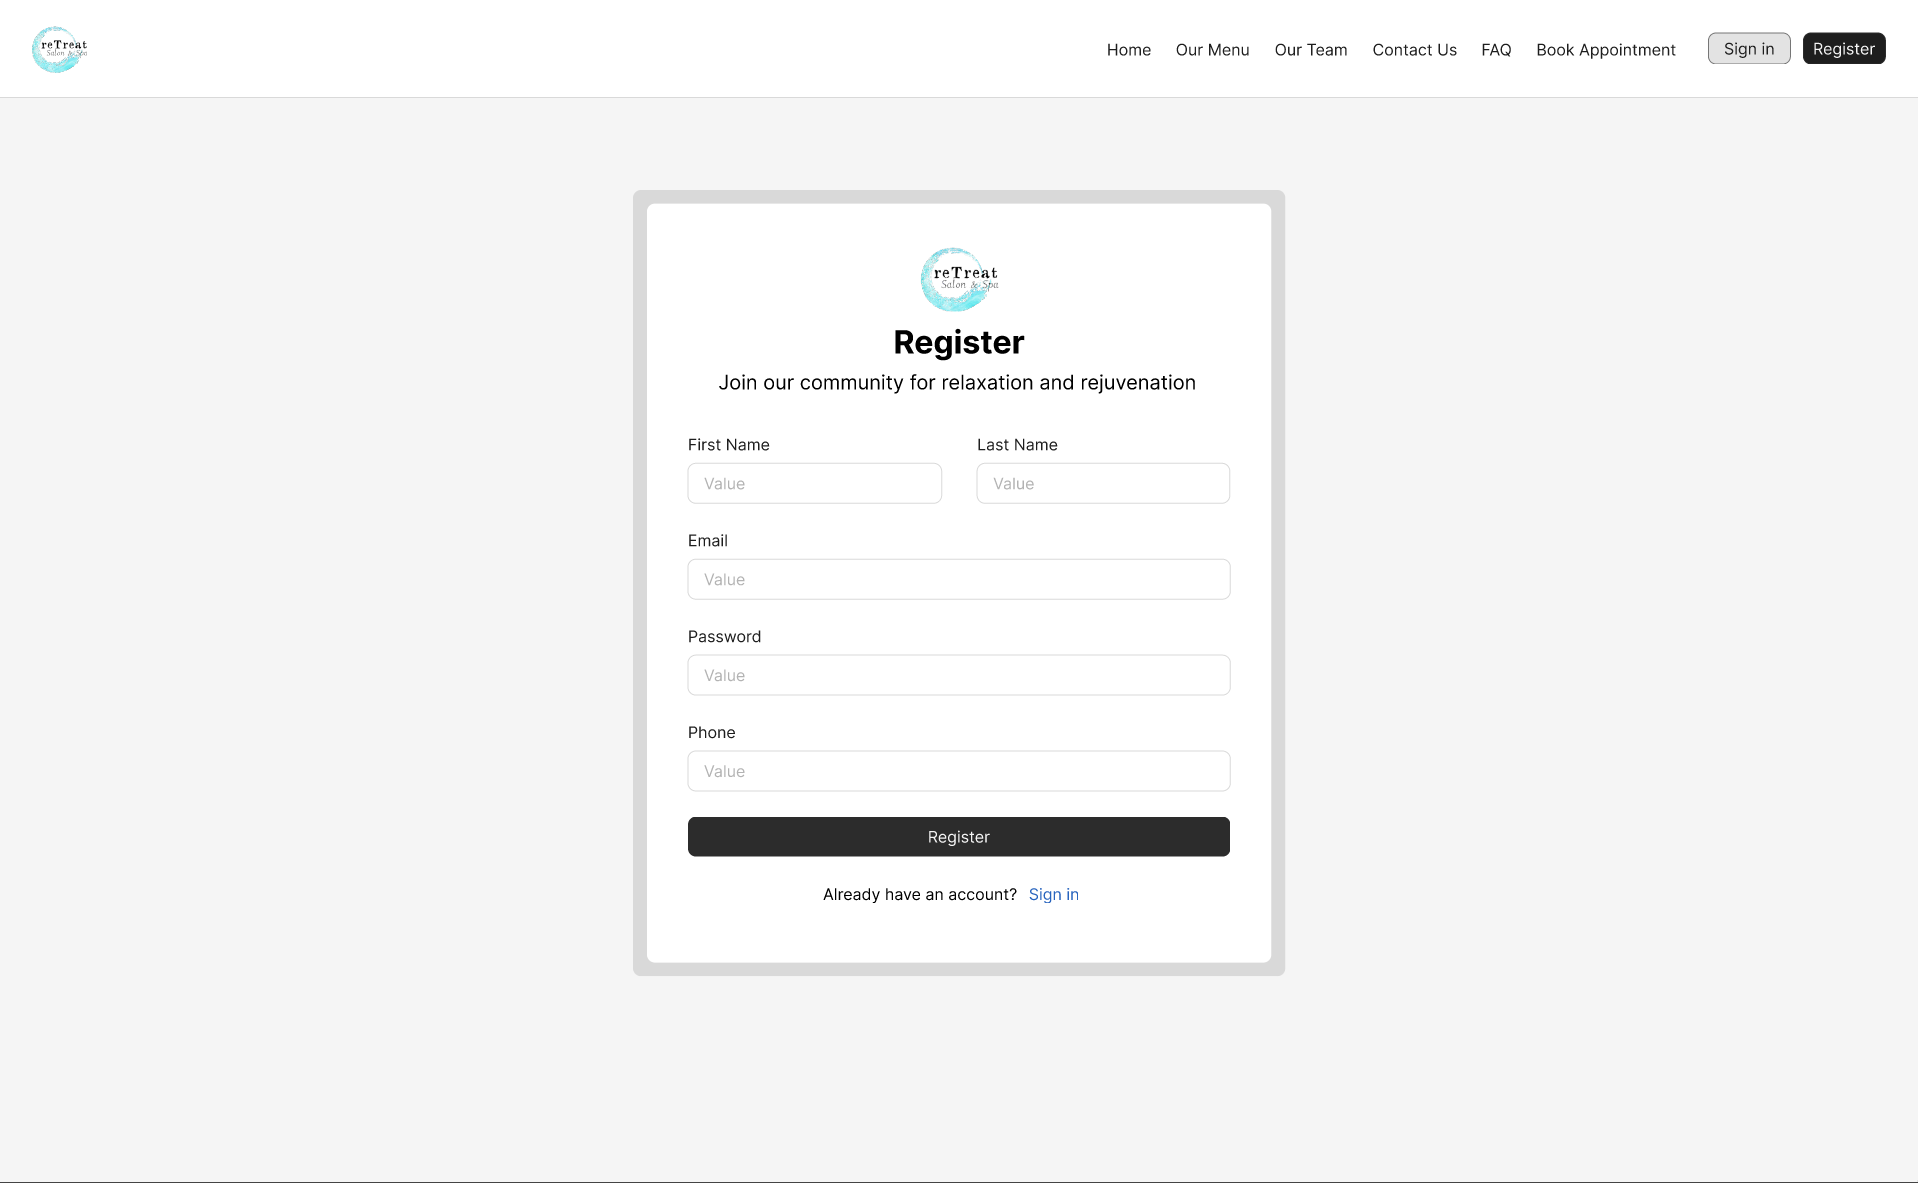 reTreat
Salon & Spa
Home Our Menu Our Team Contact Us FAQ Book Appointment Sign in Register
reTreat
Salon & Spa
Register
Join our community for relaxation and rejuvenation
First Name Last Name
Value Value
Email
Value
Password
Value
Phone
Value
Register
Already have an account? Sign in